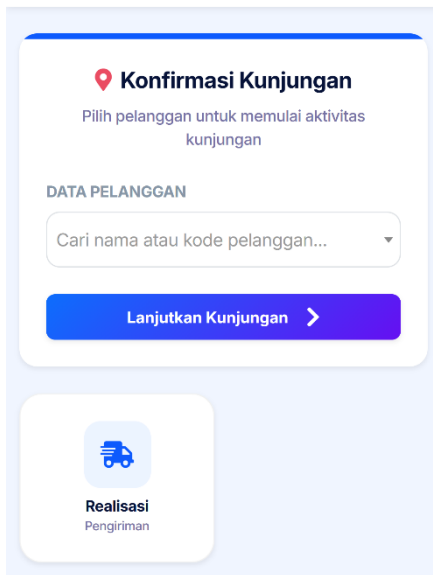 Konfirmasi Kunjungan
Pilih pelanggan untuk memulai aktivitas
kunjungan
DATA PELANGGAN
Cari nama atau kode pelanggan...
Lanjutkan Kunjungan
Realisasi
Pengiriman